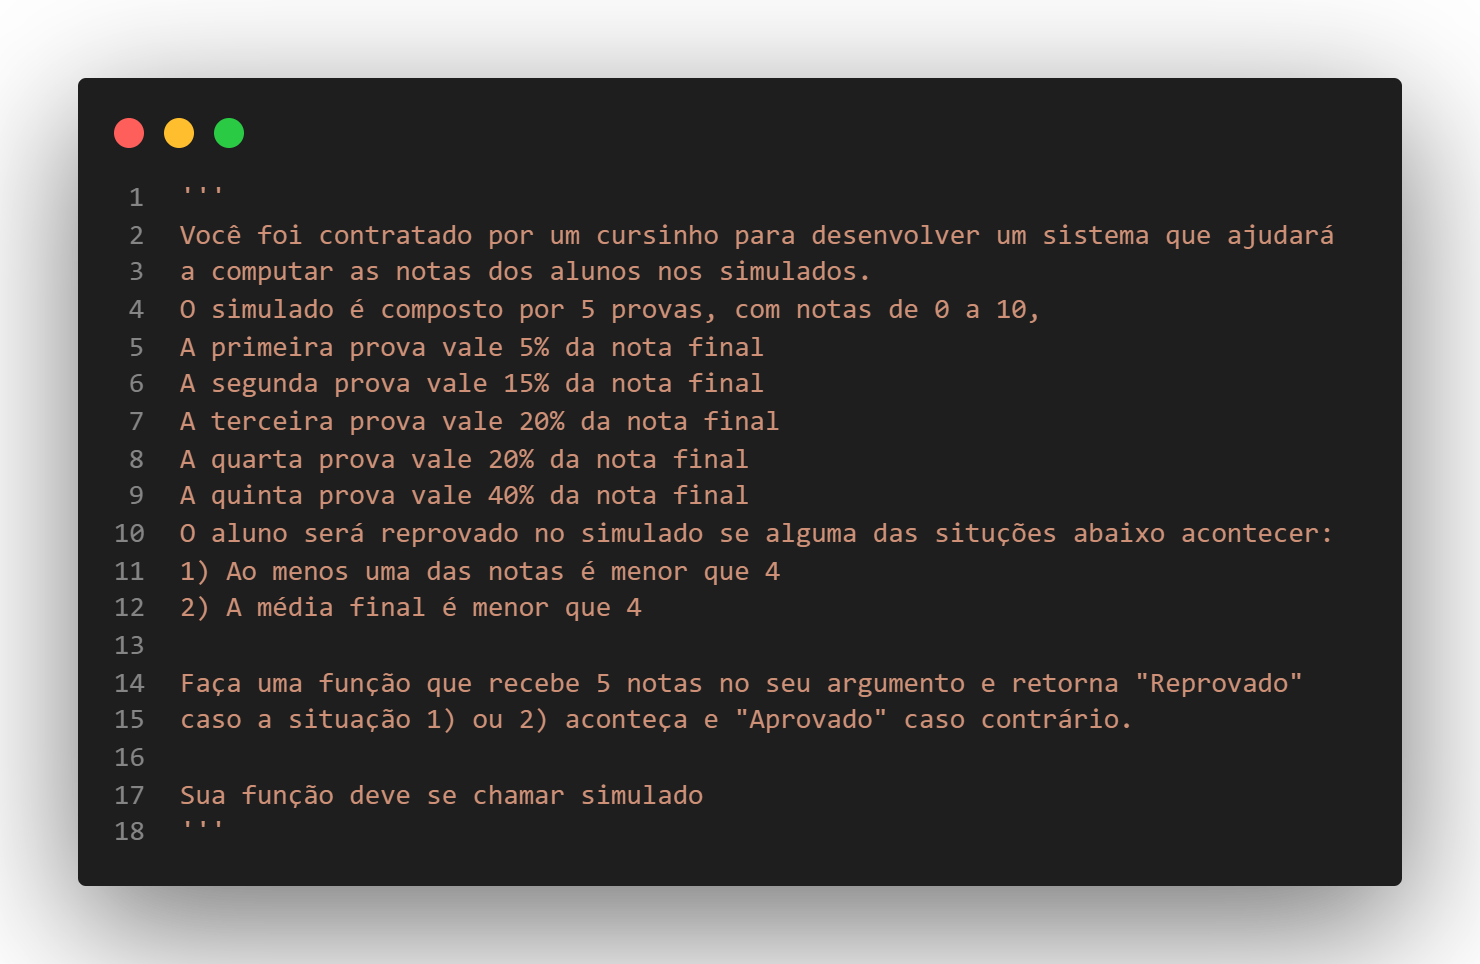 1 '''
2 Você foi contratado por um cursinho para desenvolver um sistema que ajudará
3 a computar as notas dos alunos nos simulados.
4 O simulado é composto por 5 provas, com notas de 0 a 10,
5 A primeira prova vale 5% da nota final
6 A segunda prova vale 15% da nota final
7 A terceira prova vale 20% da nota final
8 A quarta prova vale 20% da nota final
9 A quinta prova vale 40% da nota final
10 O aluno será reprovado no simulado se alguma das situções abaixo acontecer:
11 1) Ao menos uma das notas é menor que 4
12 2) A média final é menor que 4
13
14 Faça uma função que recebe 5 notas no seu argumento e retorna "Reprovado"
15 caso a situação 1) ou 2) aconteça e "Aprovado" caso contrário.
16
17 Sua função deve se chamar simulado
18 '''